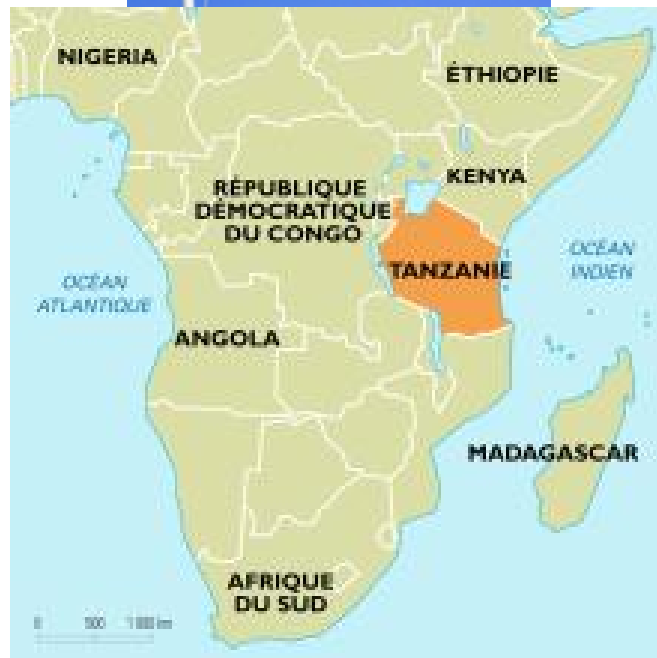 NIGERIA
ÉTHIOPIE
KENYA
RÉPUBLIQUE
DÉMOCRATIQUE
DU CONGO
OCÉAN
INDIEN
TANZANIE
OCÉAN
ATLANTIQUE
ANGOLA
MADAGASCAR
AFRIQUE
DU SUD
0 500 1 000 km